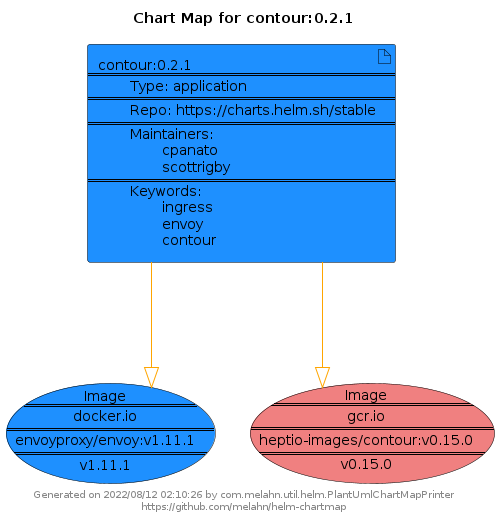 Chart Map for contour:0.2.1
contour:0.2.1
Type: application
Repo: https://charts.helm.sh/stable
Maintainers:
cpanato
scottrigby
Keywords:
ingress
envoy
contour
Image
docker.io
envoyproxy/envoy:v1.11.1
v1.11.1
Image
gcr.io
heptio-images/contour:v0.15.0
v0.15.0
Generated on 2022/08/12 02:10:26 by com.melahn.util.helm.PlantUmlChartMapPrinter
https://github.com/melahn/helm-chartmap